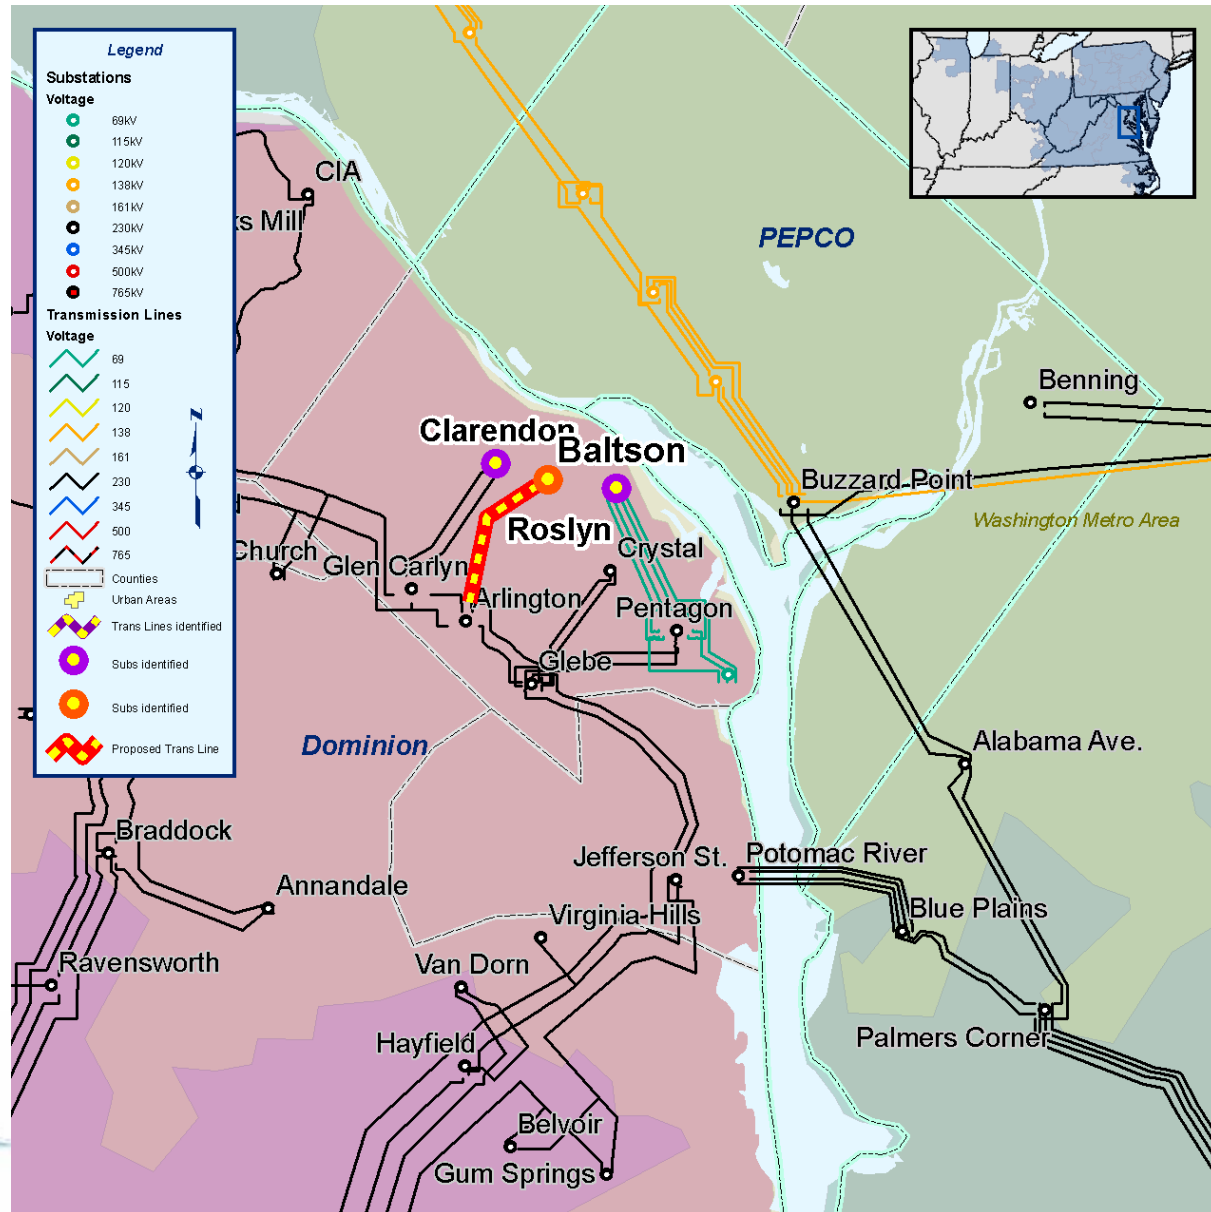 Legend
Substations
Voltage
69kV
115kV
120kV
138kV
161kV
230kV
345kV
500kV
765kV
Transmission Lines
Voltage
69
115
120
138
161
230
345
500
765
Counties
Urban Areas
Trans Lines identified
Subs identified
Subs identified
Proposed Trans Line
N
CIA
ks Mill
PEPCO
Benning
Clarendon
Baltson
Buzzard Point
Washington Metro Area
Roslyn
Church
Glen Carlyn
Crystal
Arlington
Pentagon
Glebe
Dominion
Alabama Ave.
Braddock
Jefferson St.
Potomac River
Annandale
Virginia Hills
Blue Plains
Ravensworth
Van Dorn
Hayfield
Palmers Corner
Belvoir
Gum Springs